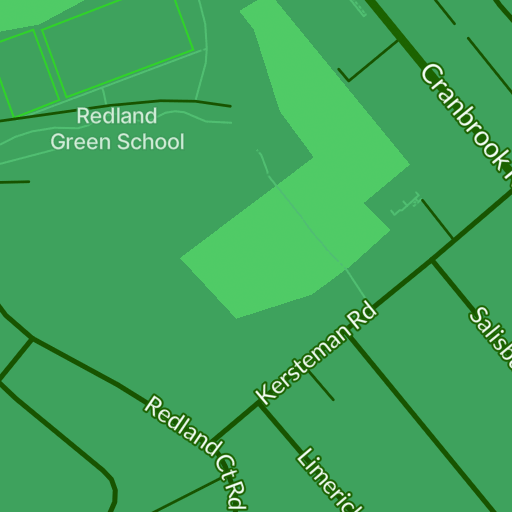 Redland
Green School
Cranbrook
Kersteman Rd
Salisb
Redland Ct Rd
Limerick